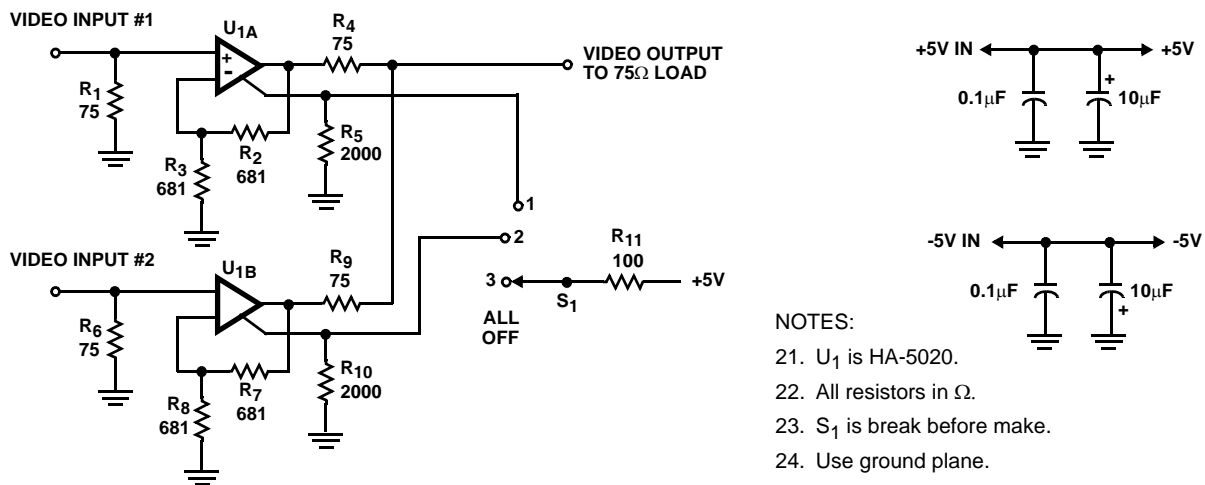 VIDEO INPUT #1
U1A
+
-
R4
75
VIDEO OUTPUT
TO 75Ω LOAD
R1
75
R2
681
R3
681
R5
2000
1
2
3
ALL
OFF
S1
R11
100
+5V
VIDEO INPUT #2
U1B
R9
75
R6
75
R7
681
R8
681
R10
2000
+5V IN
+5V
0.1μF
+
10μF
-5V IN
-5V
0.1μF
10μF
+
NOTES:
21. U1 is HA-5020.
22. All resistors in Ω.
23. S1 is break before make.
24. Use ground plane.